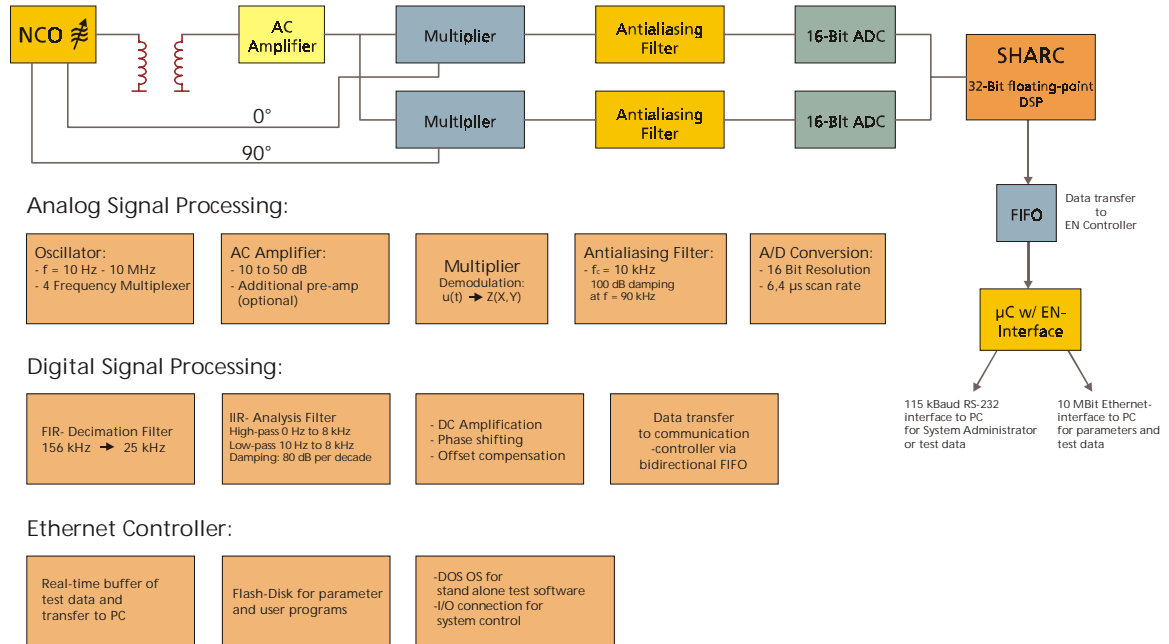 NCO
AC
Amplifier
Multiplier
Antialiasing
Filter
16-Bit ADC
SHARC
32-Bit floating-point
DSP
0°
Multiplier
Antialiasing
Filter
16-Bit ADC
90°
FIFO
Data transfer
to
EN Controller
µC w/ EN-
Interface
115 kBaud RS-232
interface to PC
for System Administrator
or test data
10 MBit Ethernet-
interface to PC
for parameters and
test data
Analog Signal Processing:
Oscillator:
- f = 10 Hz - 10 MHz
- 4 Frequency Multiplexer
AC Amplifier:
- 10 to 50 dB
- Additional pre-amp
(optional)
Multiplier
Demodulation:
u(t) → Z(X,Y)
Antialiasing Filter:
- fc = 10 kHz
100 dB damping
at f = 90 kHz
A/D Conversion:
- 16 Bit Resolution
- 6,4 µs scan rate
Digital Signal Processing:
FIR- Decimation Filter
156 kHz → 25 kHz
IIR- Analysis Filter
High-pass 0 Hz to 8 kHz
Low-pass 10 Hz to 8 kHz
Damping: 80 dB per decade
- DC Amplification
- Phase shifting
- Offset compensation
Data transfer
to communication
-controller via
bidirectional FIFO
Ethernet Controller:
Real-time buffer of
test data and
transfer to PC
Flash-Disk for parameter
and user programs
-DOS OS for
stand alone test software
-I/O connection for
system control